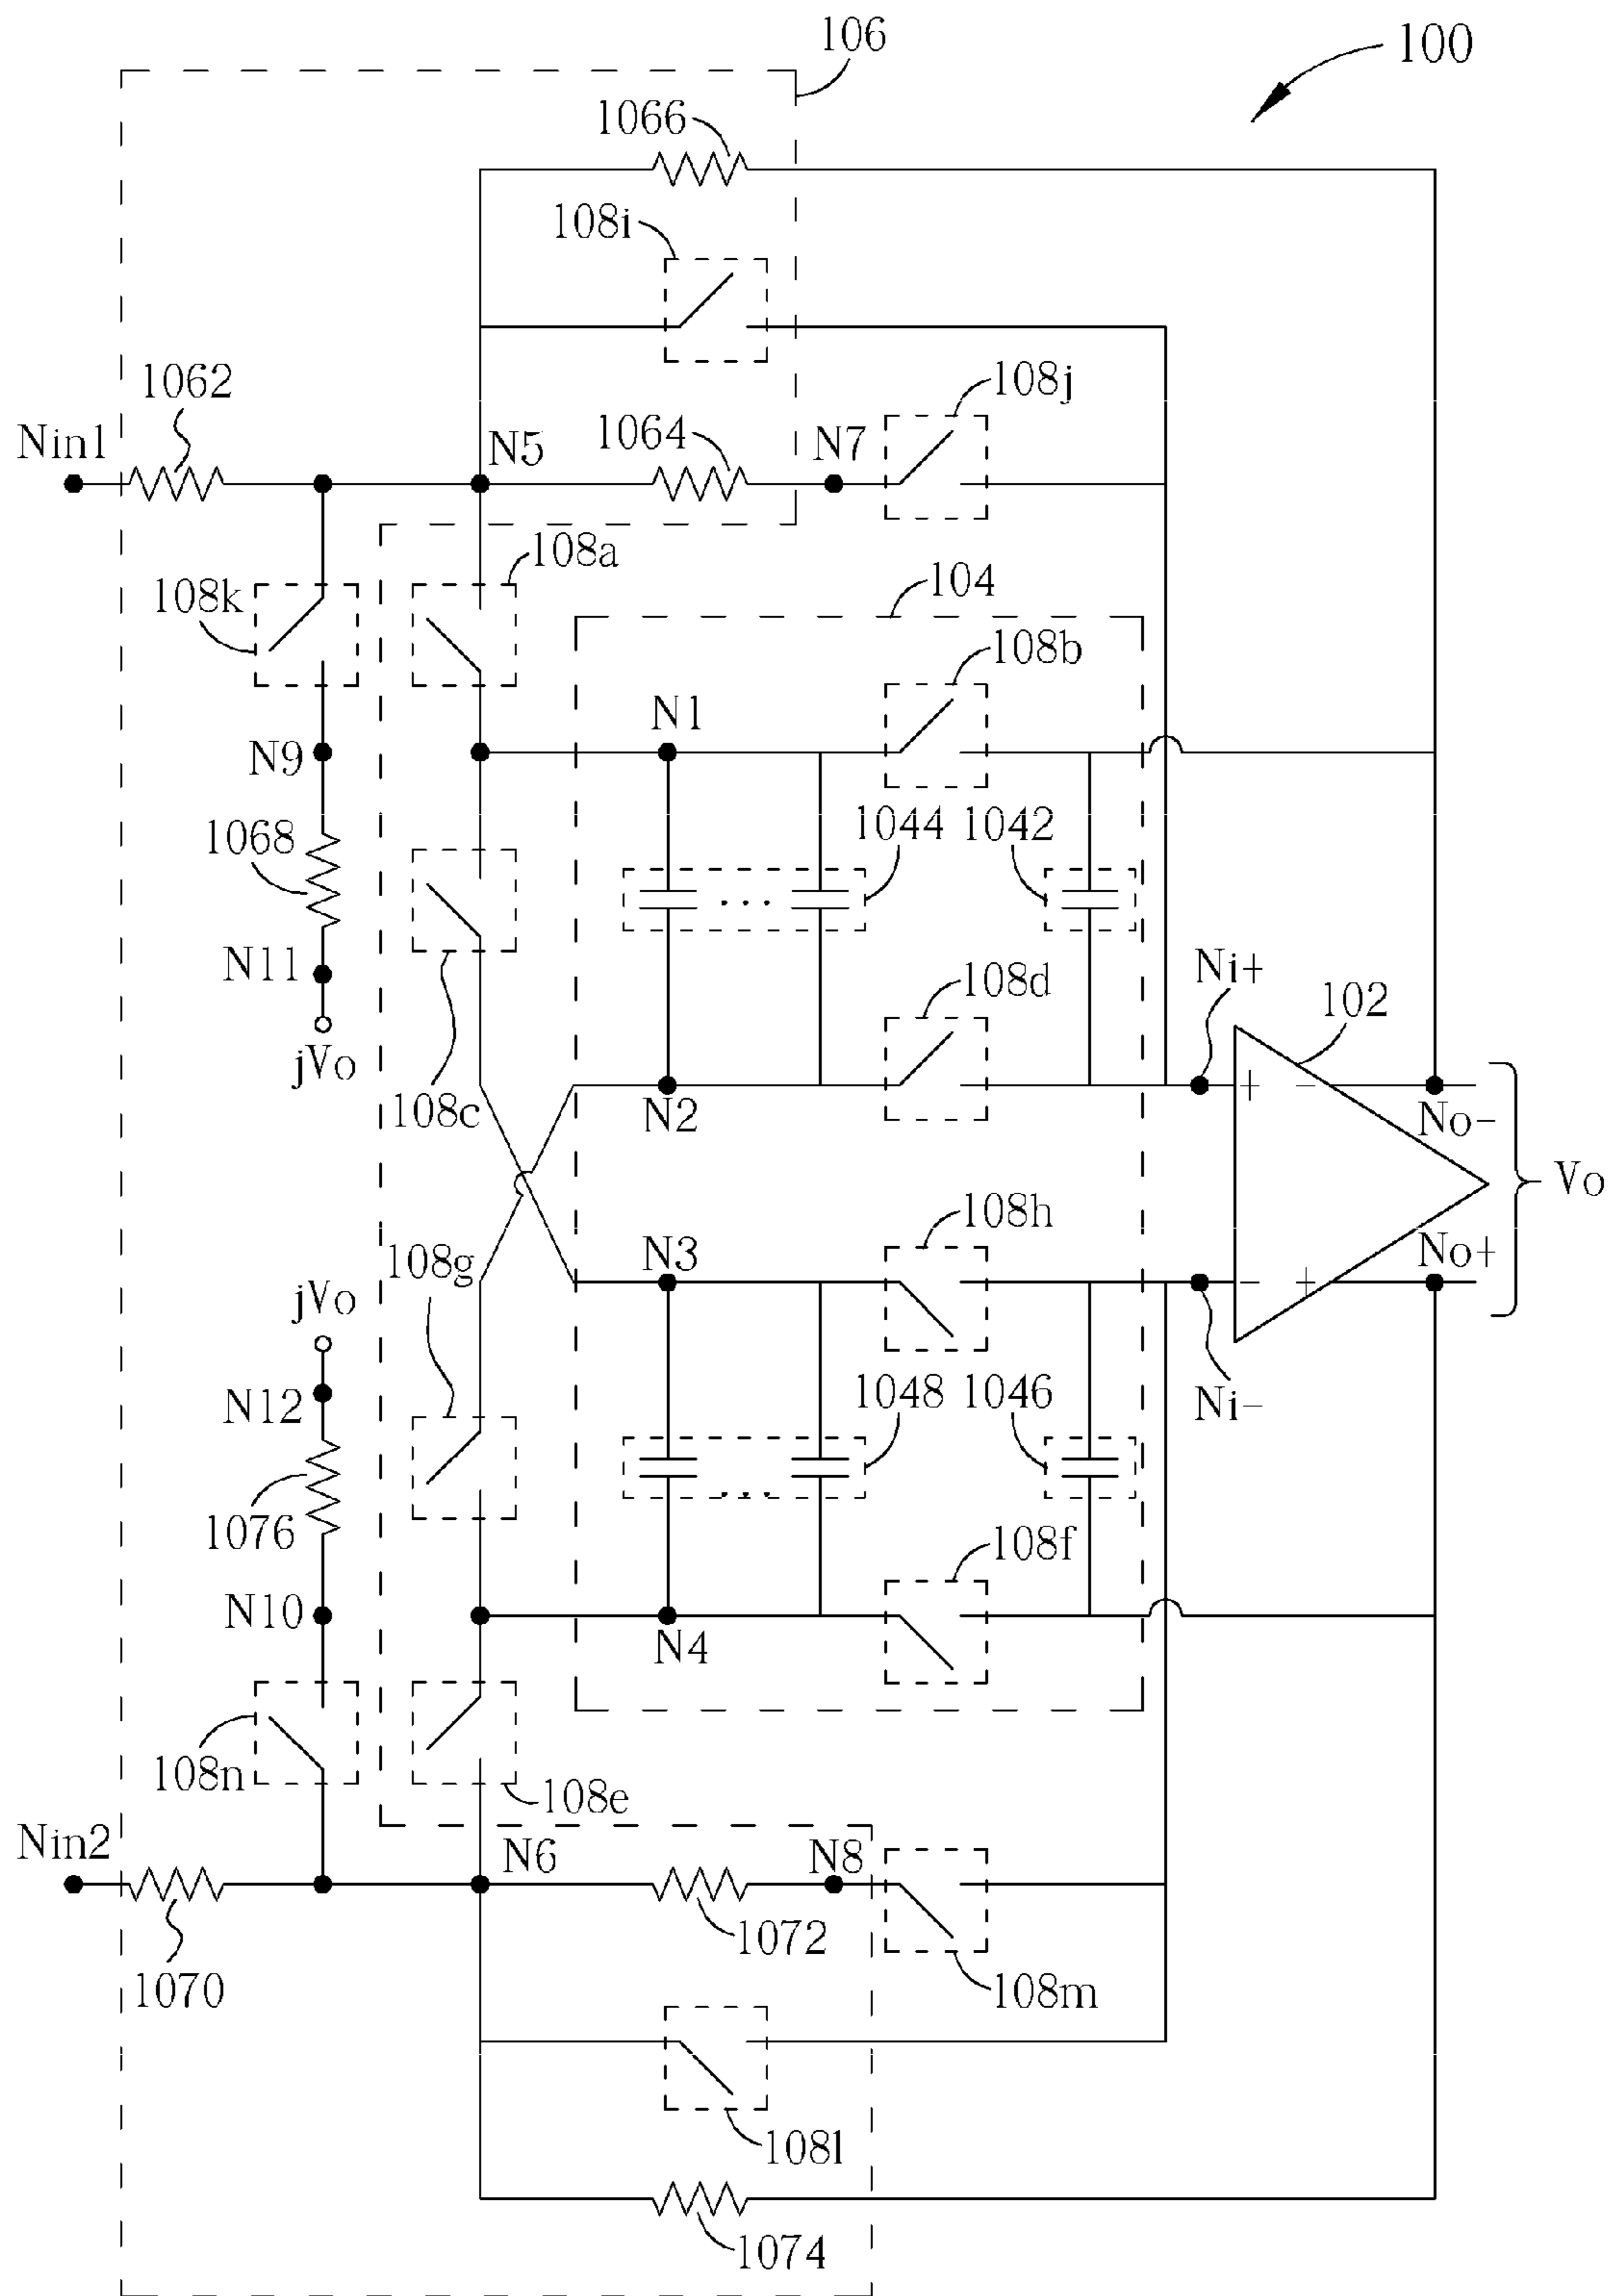 106
100
1066
108i
1062
108j
Nin1
N5
1064
N7
108a
104
108k
108b
N1
N9
1044
1042
1068
N11
Ni+
108d
102
jVo
108c
N2
+
−
No−
Vo
108h
No+
108g
N3
−
+
jVo
N12
1048
1046
Ni−
1076
108f
N10
N4
108n
108e
Nin2
N6
N8
1072
1070
108m
108l
1074